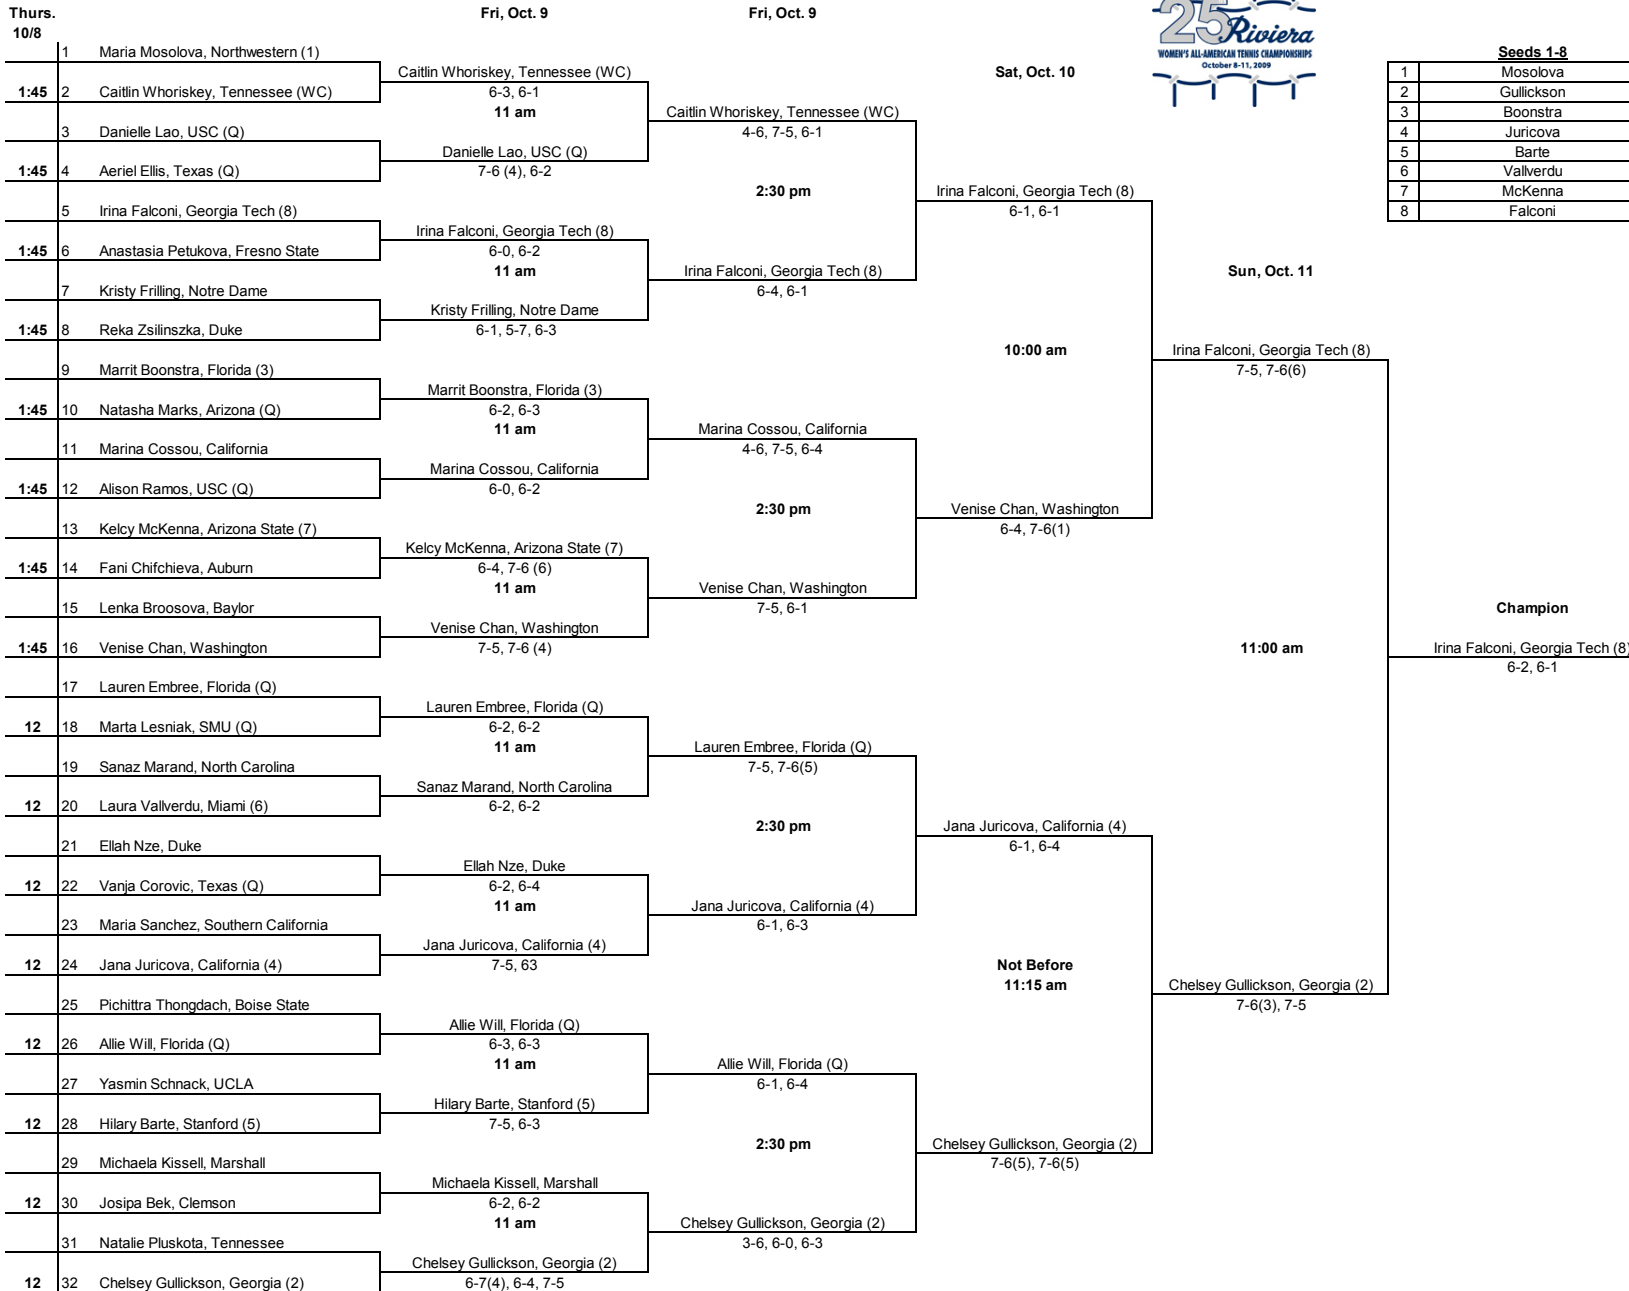 Thurs.
10/8
Fri, Oct. 9
Fri, Oct. 9
25 Riviera
WOMEN'S ALL-AMERICAN TENNIS CHAMPIONSHIPS
October 8-11, 2009
Sat, Oct. 10
Seeds 1-8
1 Mosolova
2 Gullickson
3 Boonstra
4 Juricova
5 Barte
6 Vallverdu
7 McKenna
8 Falconi
1 Maria Mosolova, Northwestern (1)
1:45 2 Caitlin Whoriskey, Tennessee (WC)
3 Danielle Lao, USC (Q)
1:45 4 Aeriel Ellis, Texas (Q)
5 Irina Falconi, Georgia Tech (8)
1:45 6 Anastasia Petukova, Fresno State
7 Kristy Frilling, Notre Dame
1:45 8 Reka Zsilinszka, Duke
9 Marrit Boonstra, Florida (3)
1:45 10 Natasha Marks, Arizona (Q)
11 Marina Cossou, California
1:45 12 Alison Ramos, USC (Q)
13 Kelcy McKenna, Arizona State (7)
1:45 14 Fani Chifchieva, Auburn
15 Lenka Broosova, Baylor
1:45 16 Venise Chan, Washington
17 Lauren Embree, Florida (Q)
12 18 Marta Lesniak, SMU (Q)
19 Sanaz Marand, North Carolina
12 20 Laura Vallverdu, Miami (6)
21 Ellah Nze, Duke
12 22 Vanja Corovic, Texas (Q)
23 Maria Sanchez, Southern California
12 24 Jana Juricova, California (4)
25 Pichittra Thongdach, Boise State
12 26 Allie Will, Florida (Q)
27 Yasmin Schnack, UCLA
12 28 Hilary Barte, Stanford (5)
29 Michaela Kissell, Marshall
12 30 Josipa Bek, Clemson
31 Natalie Pluskota, Tennessee
12 32 Chelsey Gullickson, Georgia (2)
Caitlin Whoriskey, Tennessee (WC)
6-3, 6-1
11 am
Danielle Lao, USC (Q)
7-6 (4), 6-2
Irina Falconi, Georgia Tech (8)
6-0, 6-2
11 am
Kristy Frilling, Notre Dame
6-1, 5-7, 6-3
Marrit Boonstra, Florida (3)
6-2, 6-3
11 am
Marina Cossou, California
6-0, 6-2
Kelcy McKenna, Arizona State (7)
6-4, 7-6 (6)
11 am
Venise Chan, Washington
7-5, 7-6 (4)
Lauren Embree, Florida (Q)
6-2, 6-2
11 am
Sanaz Marand, North Carolina
6-2, 6-2
Ellah Nze, Duke
6-2, 6-4
11 am
Jana Juricova, California (4)
7-5, 63
Allie Will, Florida (Q)
6-3, 6-3
11 am
Hilary Barte, Stanford (5)
7-5, 6-3
Michaela Kissell, Marshall
6-2, 6-2
11 am
Chelsey Gullickson, Georgia (2)
6-7(4), 6-4, 7-5
Caitlin Whoriskey, Tennessee (WC)
4-6, 7-5, 6-1
2:30 pm
Irina Falconi, Georgia Tech (8)
6-4, 6-1
Marina Cossou, California
4-6, 7-5, 6-4
2:30 pm
Venise Chan, Washington
7-5, 6-1
Lauren Embree, Florida (Q)
7-5, 7-6(5)
2:30 pm
Jana Juricova, California (4)
6-1, 6-3
Allie Will, Florida (Q)
6-1, 6-4
2:30 pm
Chelsey Gullickson, Georgia (2)
3-6, 6-0, 6-3
Irina Falconi, Georgia Tech (8)
6-1, 6-1
10:00 am
Venise Chan, Washington
6-4, 7-6(1)
Jana Juricova, California (4)
6-1, 6-4
Not Before
11:15 am
Chelsey Gullickson, Georgia (2)
7-6(5), 7-6(5)
Sun, Oct. 11
Irina Falconi, Georgia Tech (8)
7-5, 7-6(6)
11:00 am
Chelsey Gullickson, Georgia (2)
7-6(3), 7-5
Champion
Irina Falconi, Georgia Tech (8)
6-2, 6-1